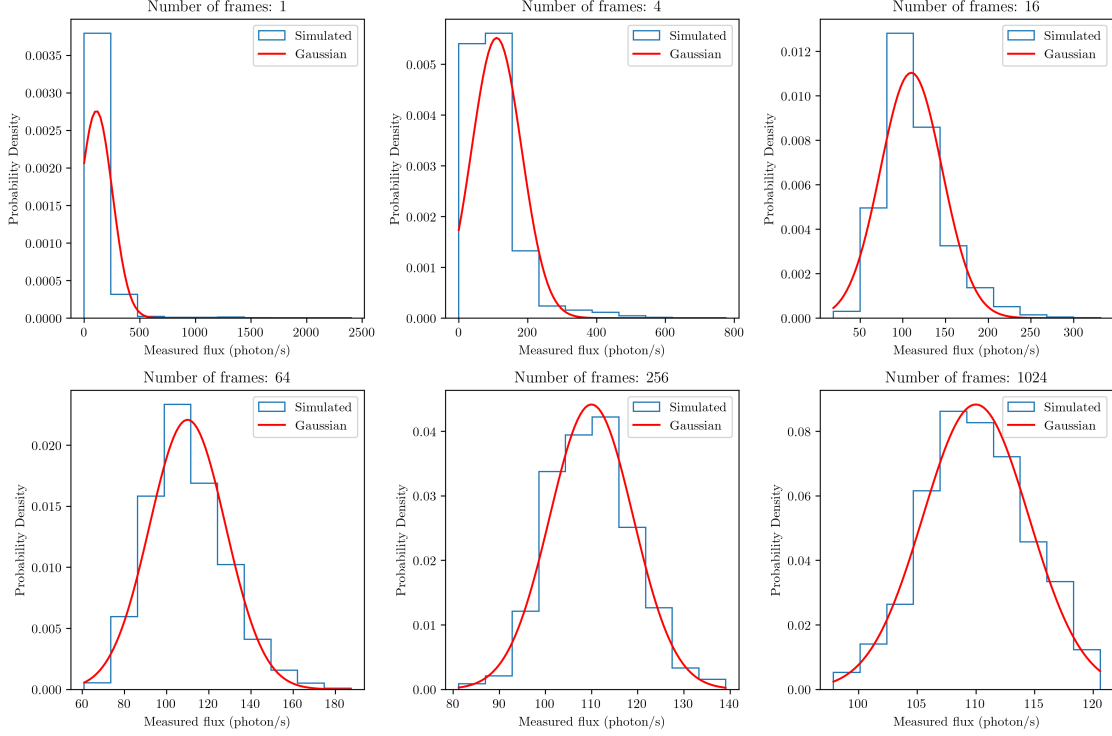 Number of frames: 1
Simulated
Gaussian
Probability Density
0.0035
0.0030
0.0025
0.0020
0.0015
0.0010
0.0005
0.0000
0 500 1000 1500 2000 2500
Measured flux (photon/s)
Number of frames: 4
Simulated
Gaussian
Probability Density
0.005
0.004
0.003
0.002
0.001
0.000
0 200 400 600 800
Measured flux (photon/s)
Number of frames: 16
Simulated
Gaussian
Probability Density
0.012
0.010
0.008
0.006
0.004
0.002
0.000
50 100 150 200 250 300
Measured flux (photon/s)
Number of frames: 64
Simulated
Gaussian
Probability Density
0.020
0.015
0.010
0.005
0.000
60 80 100 120 140 160 180
Measured flux (photon/s)
Number of frames: 256
Simulated
Gaussian
Probability Density
0.04
0.03
0.02
0.01
0.00
80 90 100 110 120 130 140
Measured flux (photon/s)
Number of frames: 1024
Simulated
Gaussian
Probability Density
0.08
0.06
0.04
0.02
0.00
100 105 110 115 120
Measured flux (photon/s)